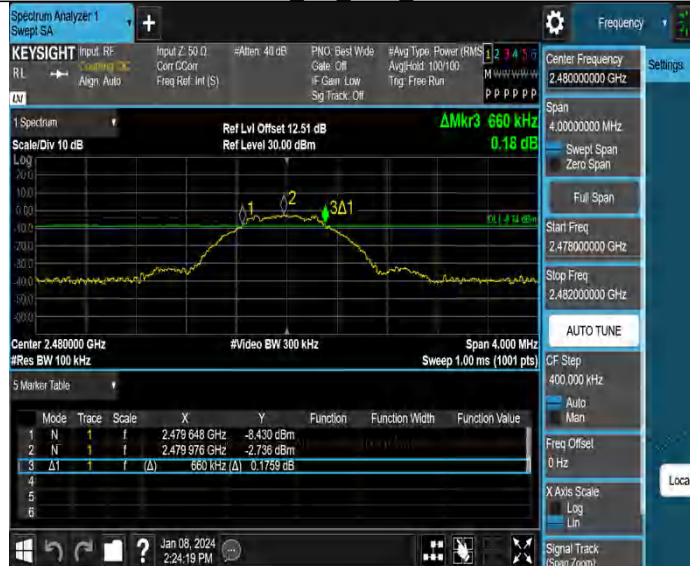 Spectrum Analyzer 1
Swept SA
+
Frequency
KEYSIGHT
RL
Input: RF
Coupling: DC
Align: Auto
Input Z: 50 Ω
Corr CCorr
Freq Ref: Int (S)
#Atten: 40 dB
PNO: Best Wide
Gate: Off
IF Gain: Low
Sig Track: Off
#Avg Type: Power (RMS
Avg|Hold: 100/100
Trig: Free Run
1 2 3 4 5 6
M w w w w w
P P P P P P
LXI
1 Spectrum
Scale/Div 10 dB
Ref Lvl Offset 12.51 dB
Ref Level 30.00 dBm
ΔMkr3 660 kHz
0.18 dB
Log
20.0
10.0
0.00
-10.0
-20.0
-30.0
-40.0
-50.0
-60.0
1
2
3Δ1
Center 2.480000 GHz
#Res BW 100 kHz
#Video BW 300 kHz
Span 4.000 MHz
Sweep 1.00 ms (1001 pts)
5 Marker Table
Mode Trace Scale X Y Function Function Width Function Value
1 N 1 f 2.479 648 GHz -8.430 dBm
2 N 1 f 2.479 976 GHz -2.736 dBm
3 Δ1 1 f (Δ) 660 kHz (Δ) 0.1759 dB
4
5
6
?
Jan 08, 2024
2:24:19 PM
Center Frequency
2.480000000 GHz
Settings
Span
4.00000000 MHz
Swept Span
Zero Span
Full Span
Start Freq
2.478000000 GHz
Stop Freq
2.482000000 GHz
AUTO TUNE
CF Step
400.000 kHz
Auto
Man
Freq Offset
0 Hz
X Axis Scale
Log
Lin
Loca
Signal Track
(Span Zoom)